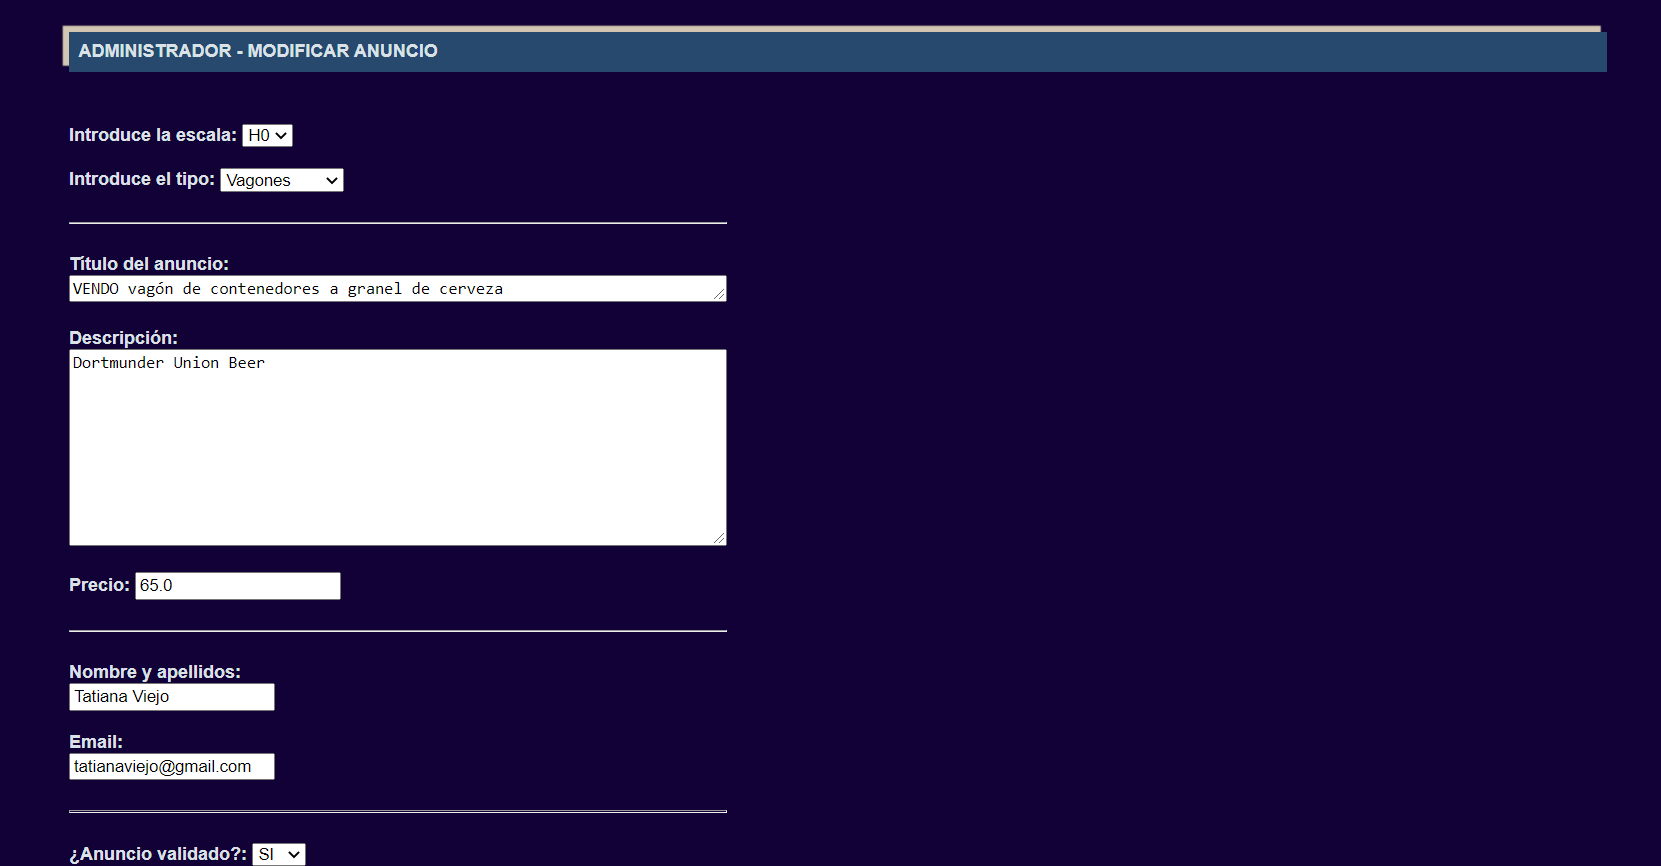 ADMINISTRADOR - MODIFICAR ANUNCIO
Introduce la escala: H0
Introduce el tipo: Vagones
Título del anuncio:
VENDO vagón de contenedores a granel de cerveza
Descripción:
Dortmunder Union Beer
Precio: 65.0
Nombre y apellidos:
Tatiana Viejo
Email:
tatianaviejo@gmail.com
¿Anuncio validado?: SI